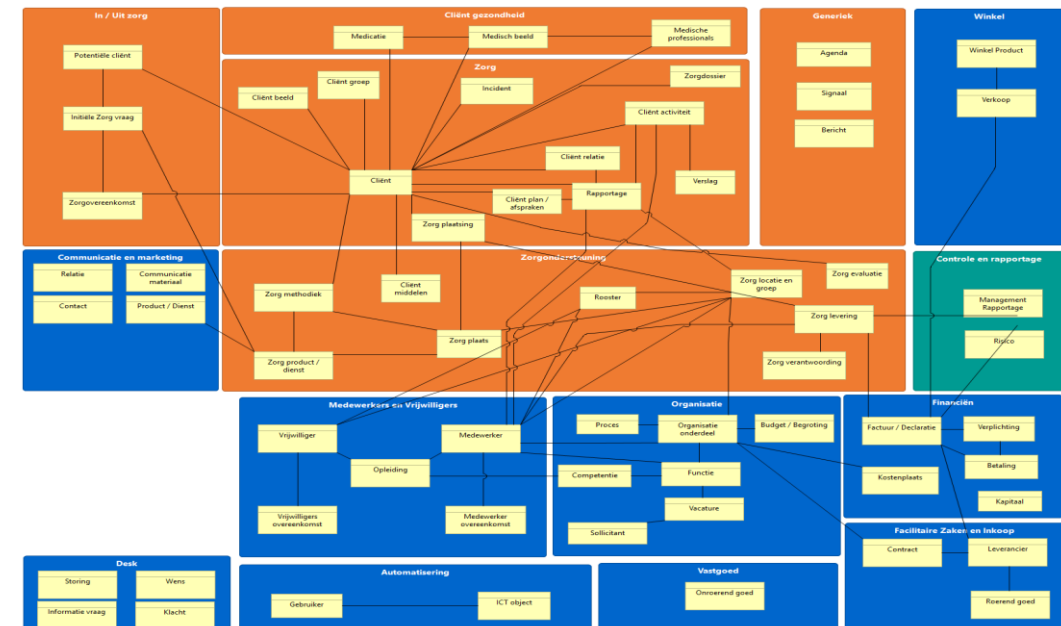 In / Uit zorg
Potentiële cliënt
Initiële Zorg vraag
Zorgovereenkomst
Cliënt gezondheid
Medicatie
Medisch beeld
Medische
professionals
Zorg
Cliënt beeld
Cliënt groep
Incident
Zorgdossier
Cliënt activiteit
Cliënt relatie
Cliënt
Cliënt plan /
afspraken
Rapportage
Verslag
Zorg plaatsing
Generiek
Agenda
Signaal
Bericht
Winkel
Winkel Product
Verkoop
Communicatie en marketing
Relatie
Communicatie
materiaal
Contact
Product / Dienst
Zorgondersteuning
Zorg methodiek
Cliënt
middelen
Rooster
Zorg locatie en
groep
Zorg evaluatie
Zorg levering
Zorg plaats
Zorg product /
dienst
Zorg verantwoording
Controle en rapportage
Management
Rapportage
Risico
Medewerkers en Vrijwilligers
Vrijwilliger
Medewerker
Opleiding
Vrijwilligers
overeenkomst
Medewerker
overeenkomst
Organisatie
Proces
Organisatie
onderdeel
Budget / Begroting
Competentie
Functie
Vacature
Sollicitant
Financiën
Factuur / Declaratie
Verplichting
Betaling
Kostenplaats
Kapitaal
Facilitaire Zaken en Inkoop
Contract
Leverancier
Roerend goed
Desk
Storing
Wens
Informatie vraag
Klacht
Automatisering
Gebruiker
ICT object
Vastgoed
Onroerend goed